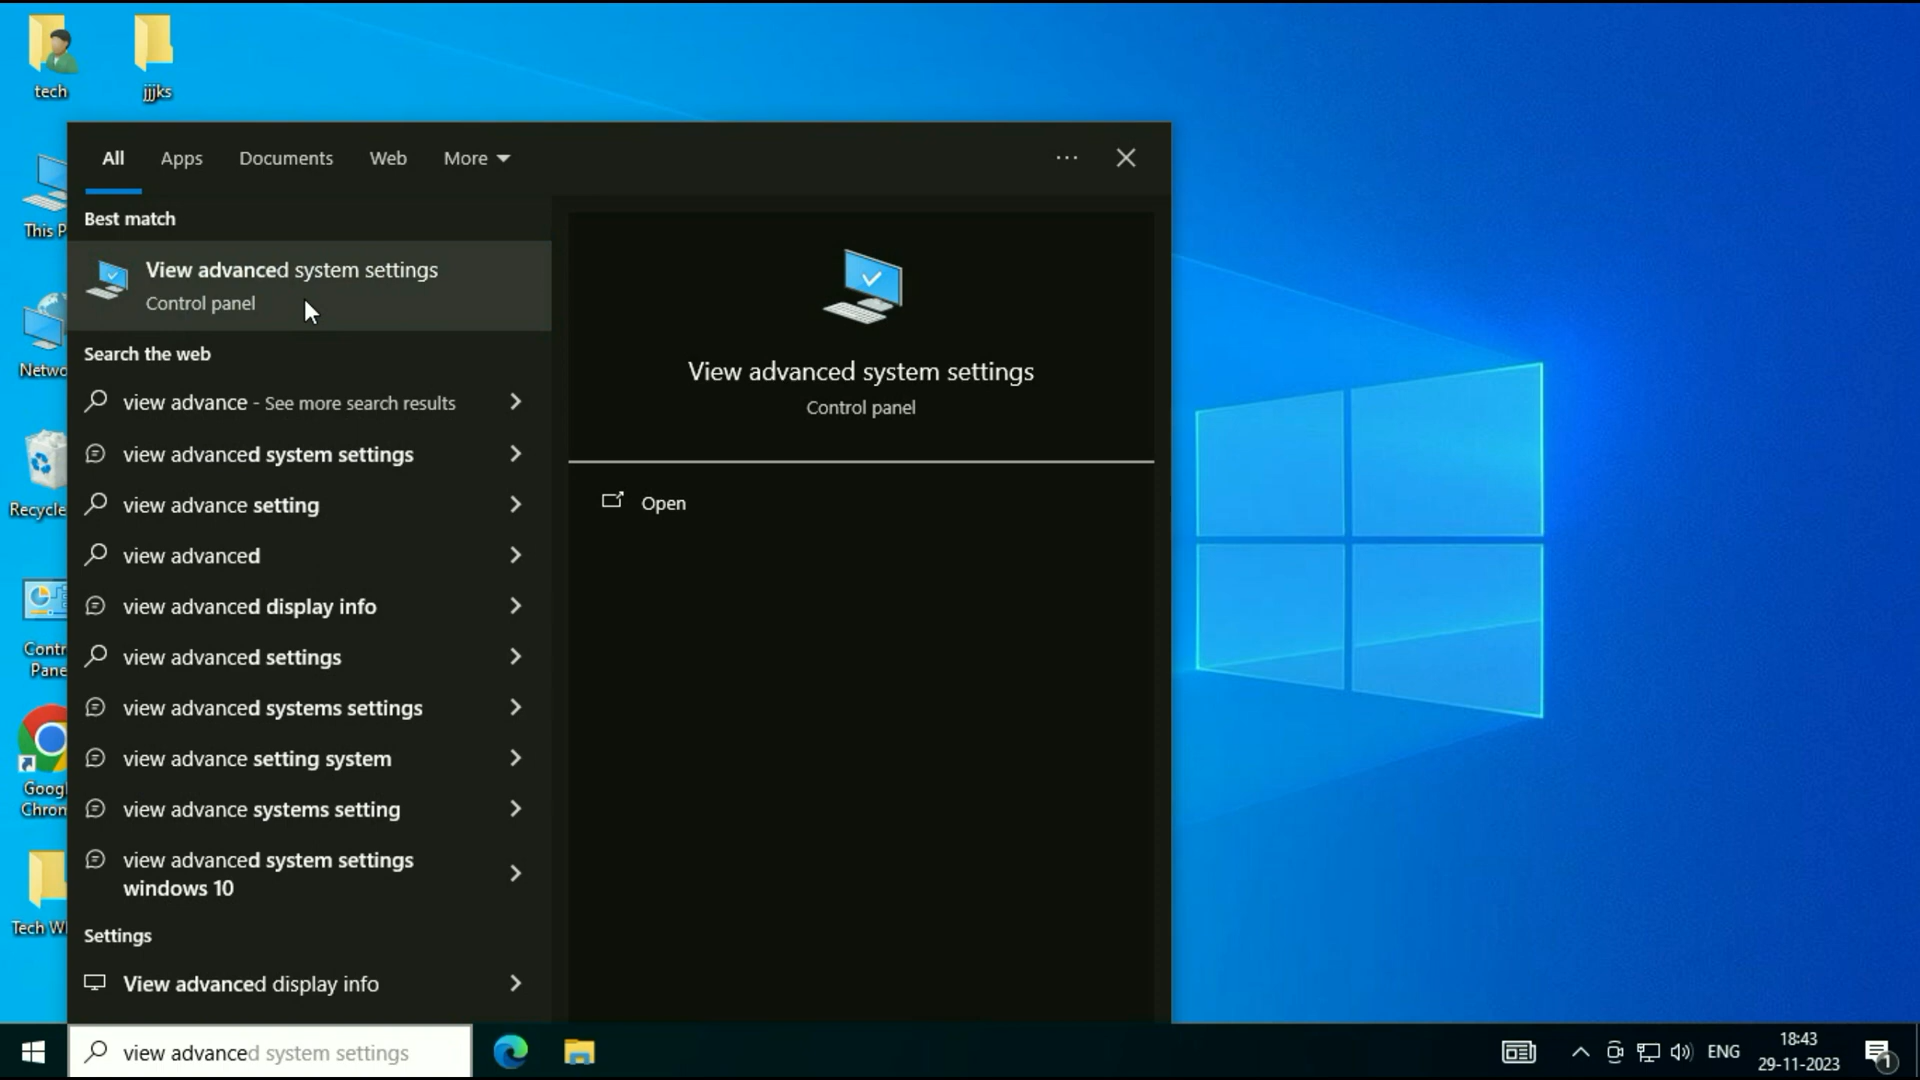 tech
jjjks
This P
Netwo
Recycle
Contr
Pane
Googl
Chrom
Tech W
All
Apps
Documents
Web
More
Best match
View advanced system settings
Control panel
Search the web
view advance - See more search results
view advanced system settings
view advance setting
view advanced
view advanced display info
view advanced settings
view advanced systems settings
view advance setting system
view advance systems setting
view advanced system settings
windows 10
Settings
View advanced display info
View advanced system settings
Control panel
Open
view advanced system settings
ENG
18:43
29-11-2023
1